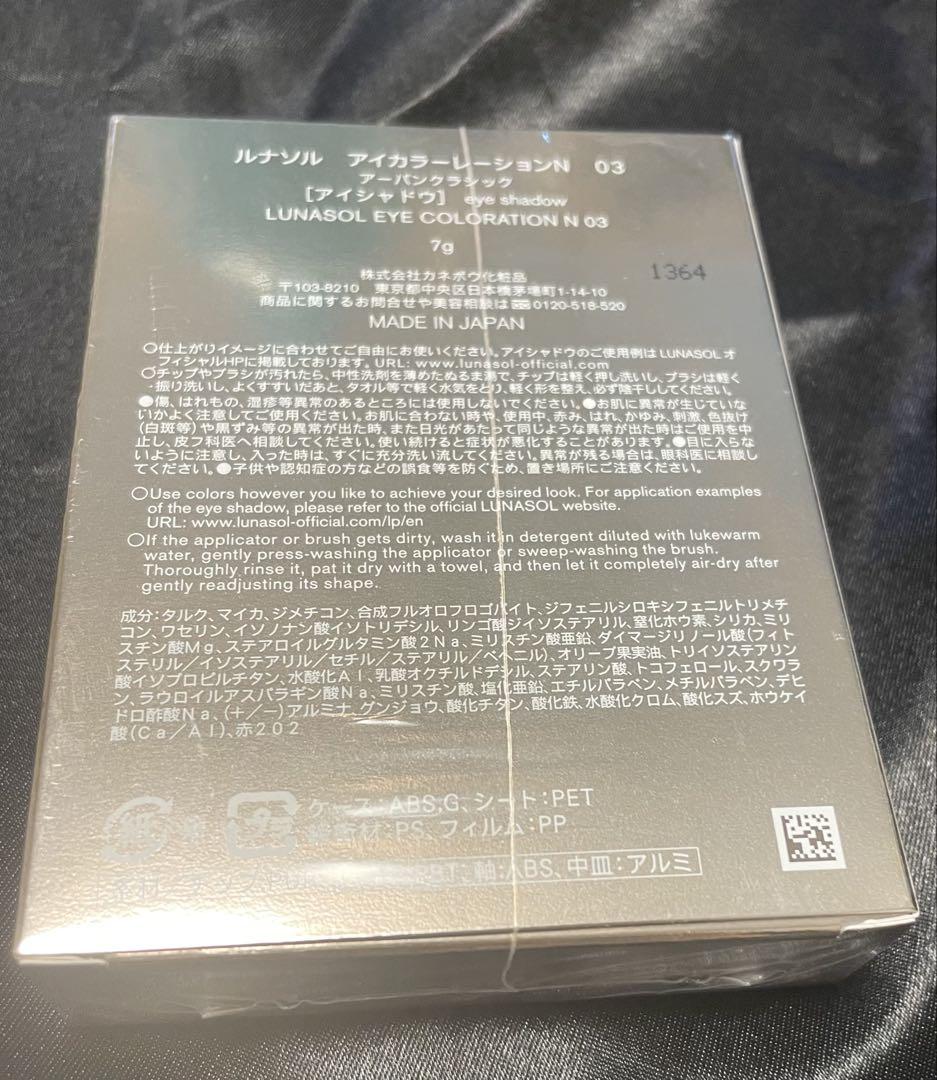 ルナソル　アイカラーレーションN　03
アーバンクラシック
[アイシャドウ]　eye shadow
LUNASOL EYE COLORATION N 03
7g
株式会社カネボウ化粧品
1364
〒103-8210　東京都中央区日本橋茅場町1-14-10
商品に関するお問合せや美容相談は 0120-518-520
MADE IN JAPAN
○仕上がりイメージに合わせてご自由にお使いください。アイシャドウのご使用例は LUNASOL オ
フィシャルHPに掲載しております。URL: www.lunasol-official.com
○チップやブラシが汚れたら、中性洗剤を薄めたぬるま湯で、チップは軽く押し洗いし、ブラシは軽く
振り洗いし、よくすすいだあと、タオル等で軽く水気をとり、軽く形を整え、必ず陰干ししてください。
●傷、はれもの、湿疹等異常のあるところには使用しないでください。●お肌に異常が生じていな
いかよく注意してご使用ください。お肌に合わない時や、使用中、赤み、はれ、かゆみ、刺激、色抜け
(白斑等)や黒ずみ等の異常が出た時、また日光があたって同じような異常が出た時はご使用を中
止し、皮フ科医へ相談してください。使い続けると症状が悪化することがあります。●目に入らな
いように注意し、入った時は、すぐに充分洗い流してください。異常が残る場合は、眼科医に相談し
てください。●子供や認知症の方などの誤食等を防ぐため、置き場所にご注意ください。
○Use colors however you like to achieve your desired look. For application examples
of the eye shadow, please refer to the official LUNASOL website.
URL: www.lunasol-official.com/lp/en
○If the applicator or brush gets dirty, wash it in detergent diluted with lukewarm
water, gently press-washing the applicator or sweep-washing the brush.
Thoroughly rinse it, pat it dry with a towel, and then let it completely air-dry after
gently readjusting its shape.
成分：タルク、マイカ、ジメチコン、合成フルオロフロゴパイト、ジフェニルシロキシフェニルトリメチ
コン、ワセリン、イソノナン酸イソトリデシル、リンゴ酸ジイソステアリル、窒化ホウ素、シリカ、ミリ
スチン酸Mg、ステアロイルグルタミン酸2Na、ミリスチン酸亜鉛、ダイマージリノール酸(フィト
ステリル／イソステアリル／セチル／ステアリル／ベヘニル)、オリーブ果実油、トリイソステアリン
酸イソプロピルチタン、水酸化Al、乳酸オクチルドデシル、ステアリン酸、トコフェロール、スクワラ
ン、ラウロイルアスパラギン酸Na、ミリスチン酸、塩化亜鉛、エチルパラベン、メチルパラベン、デヒ
ドロ酢酸Na、(+/−)アルミナ、グンジョウ、酸化チタン、酸化鉄、水酸化クロム、酸化スズ、ホウケイ
酸(Ca／Al)、赤202
紙 箱 プラ ケース：ABS,G、シート：PET
緩衝材：PS、フィルム：PP
PBT、軸：ABS、中皿：アルミ